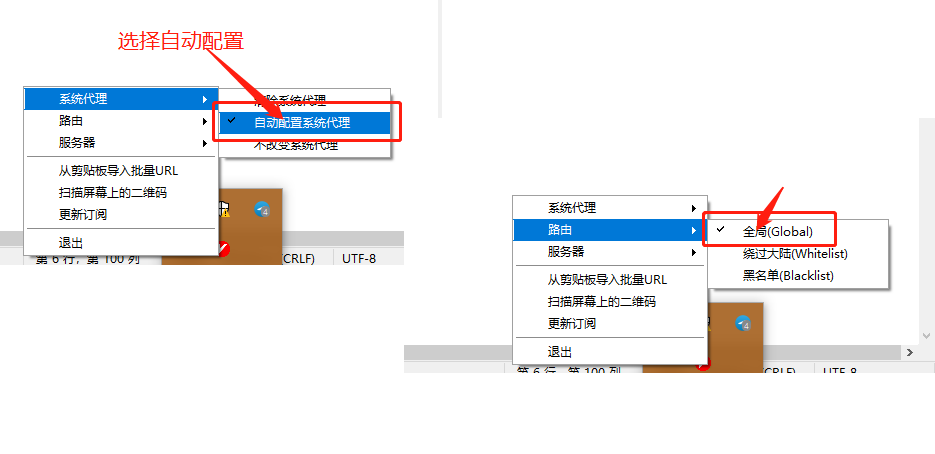 选择自动配置
系统代理
路由
服务器
从剪贴板导入批量URL
扫描屏幕上的二维码
更新订阅
退出
清除系统代理
自动配置系统代理
不改变系统代理
第 6 行，第 100 列
(CRLF)
UTF-8
4
系统代理
路由
服务器
从剪贴板导入批量URL
扫描屏幕上的二维码
更新订阅
退出
全局(Global)
绕过大陆(Whitelist)
黑名单(Blacklist)
4
第 6 行，第 100 列
(CRLF)
UTF-8